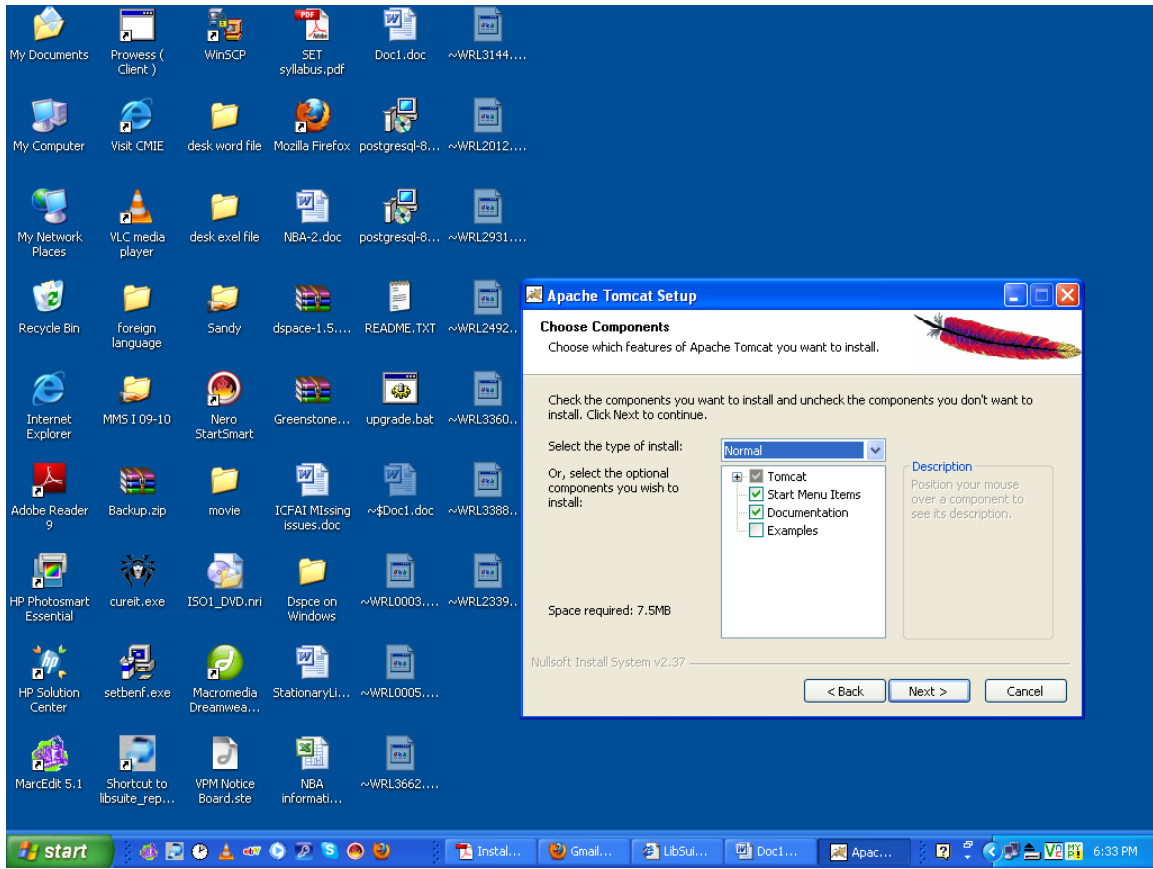 My Documents
Prowess (
Client )
WinSCP
SET
syllabus.pdf
Doc1.doc
~WRL3144....
My Computer
Visit CMIE
desk word file
Mozilla Firefox
postgresql-8...
~WRL2012....
My Network
Places
VLC media
player
desk exel file
NBA-2.doc
postgresql-8...
~WRL2931....
Recycle Bin
foreign
language
Sandy
dspace-1.5....
README.TXT
~WRL2492..
Internet
Explorer
MMS I 09-10
Nero
StartSmart
Greenstone...
upgrade.bat
~WRL3360..
Adobe Reader
9
Backup.zip
movie
ICFAI MIssing
issues.doc
~$Doc1.doc
~WRL3388..
HP Photosmart
Essential
cureit.exe
ISO1_DVD.nri
Dspce on
Windows
~WRL0003....
~WRL2339..
HP Solution
Center
setbenf.exe
Macromedia
Dreamwea...
StationaryLi...
~WRL0005....
MarcEdit 5.1
Shortcut to
libsuite_rep...
VPM Notice
Board.ste
NBA
informati...
~WRL3662....
Apache Tomcat Setup
Choose Components
Choose which features of Apache Tomcat you want to install.
Check the components you want to install and uncheck the components you don't want to
install. Click Next to continue.
Select the type of install:
Normal
Or, select the optional
components you wish to
install:
Tomcat
Start Menu Items
Documentation
Examples
Description
Position your mouse
over a component to
see its description.
Space required: 7.5MB
Nullsoft Install System v2.37
< Back
Next >
Cancel
start
Instal...
Gmail...
LibSui...
Doc1...
Apac...
6:33 PM